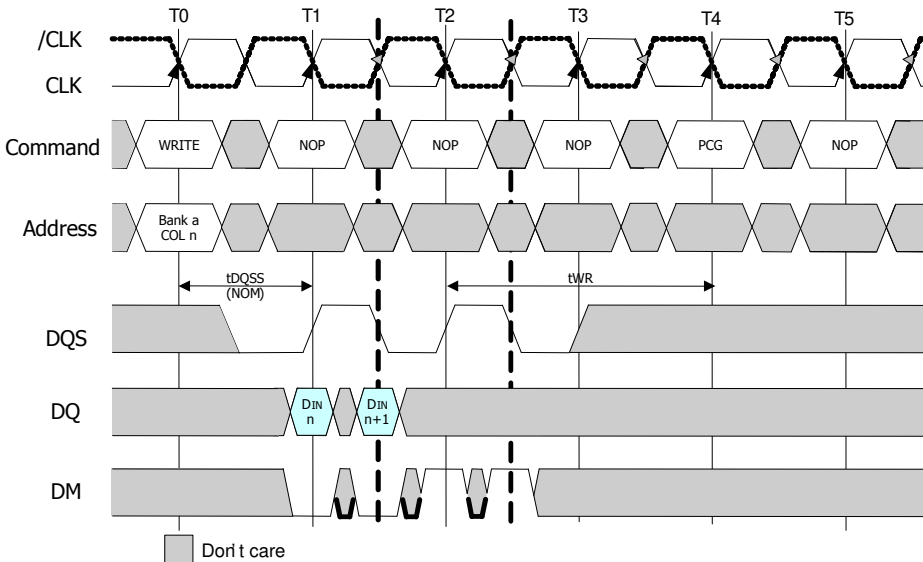 T0 T1 T2 T3 T4 T5
/CLK
CLK
Command WRITE NOP NOP NOP PCG NOP
Address Bank a
COL n
tDQSS
(NOM)
tWR
DQS
DQ DIN
n
DIN
n+1
DM
Don't care